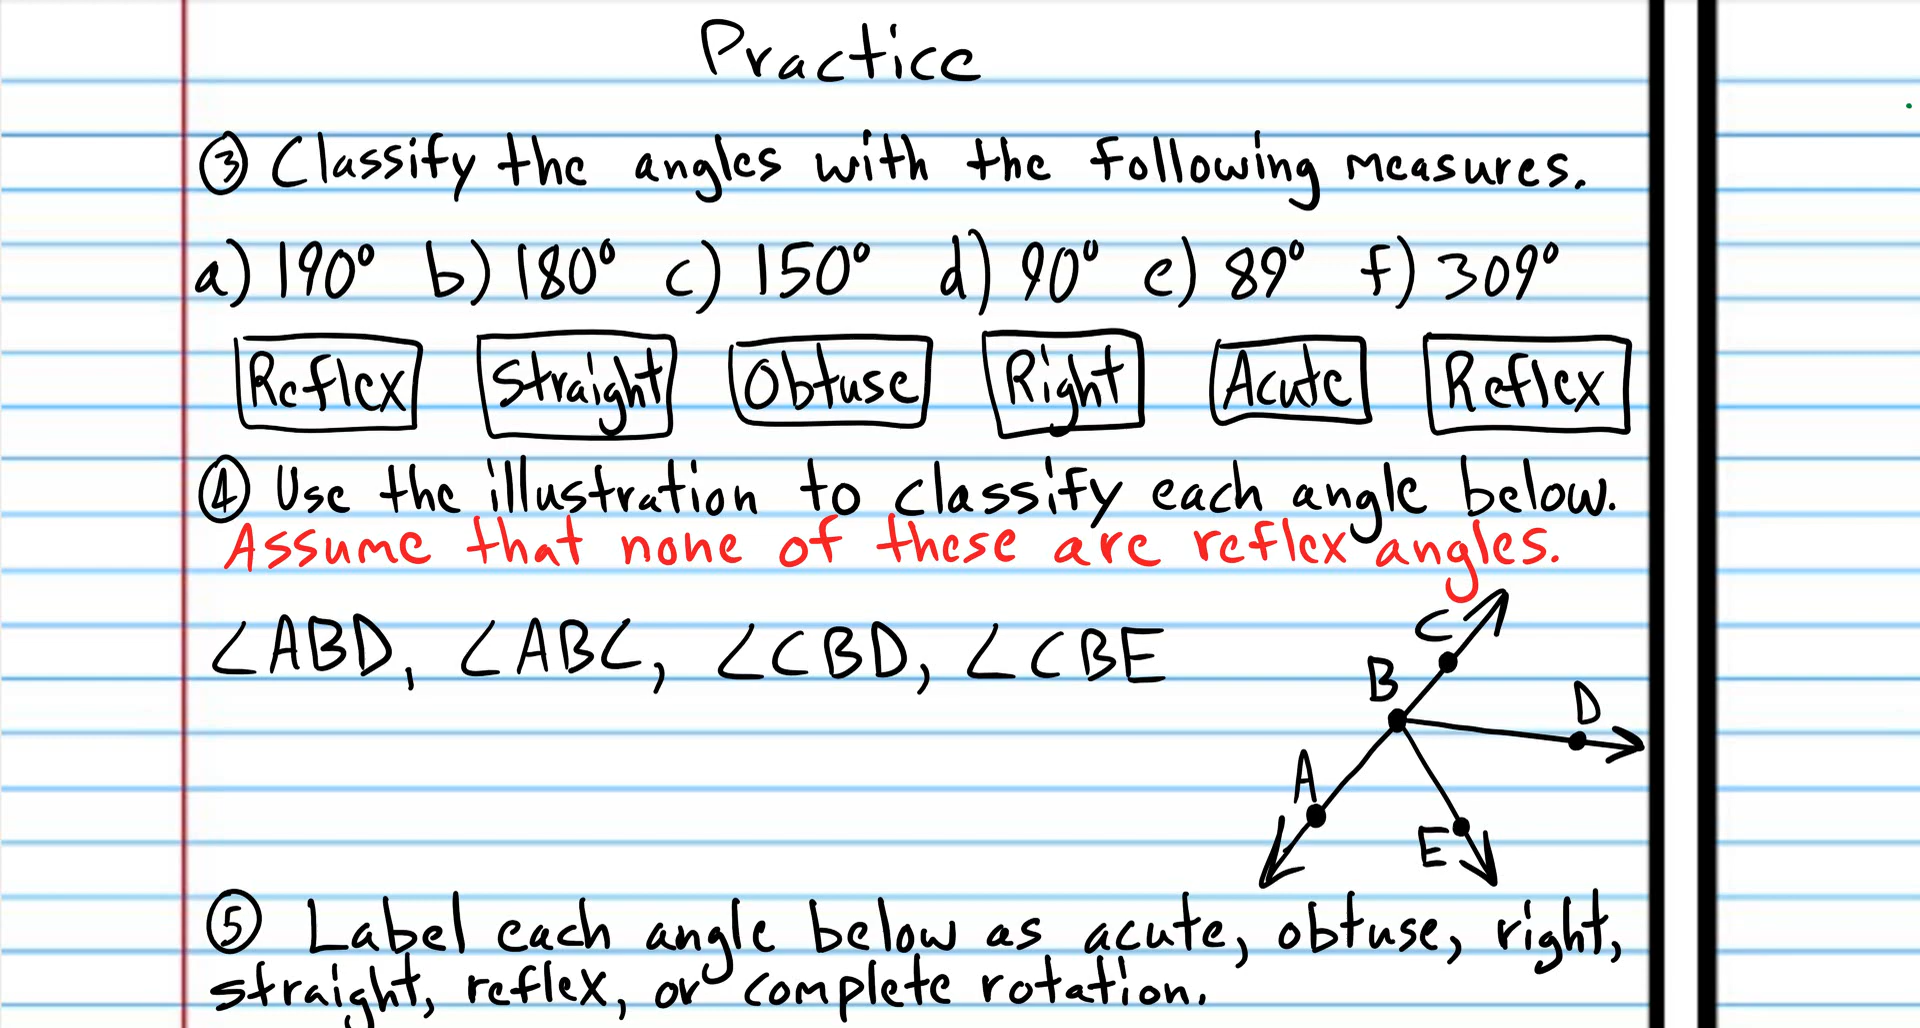 Practice
③ Classify the angles with the following measures.
a) 190° b) 180° c) 150° d) 90° e) 89° f) 309°
Reflex Straight Obtuse Right Acute Reflex
④ Use the illustration to classify each angle below.
Assume that none of these are reflex angles.
∠ABD, ∠ABC, ∠CBD, ∠CBE
C
B
D
A
E
⑤ Label each angle below as acute, obtuse, right,
straight, reflex, or complete rotation.